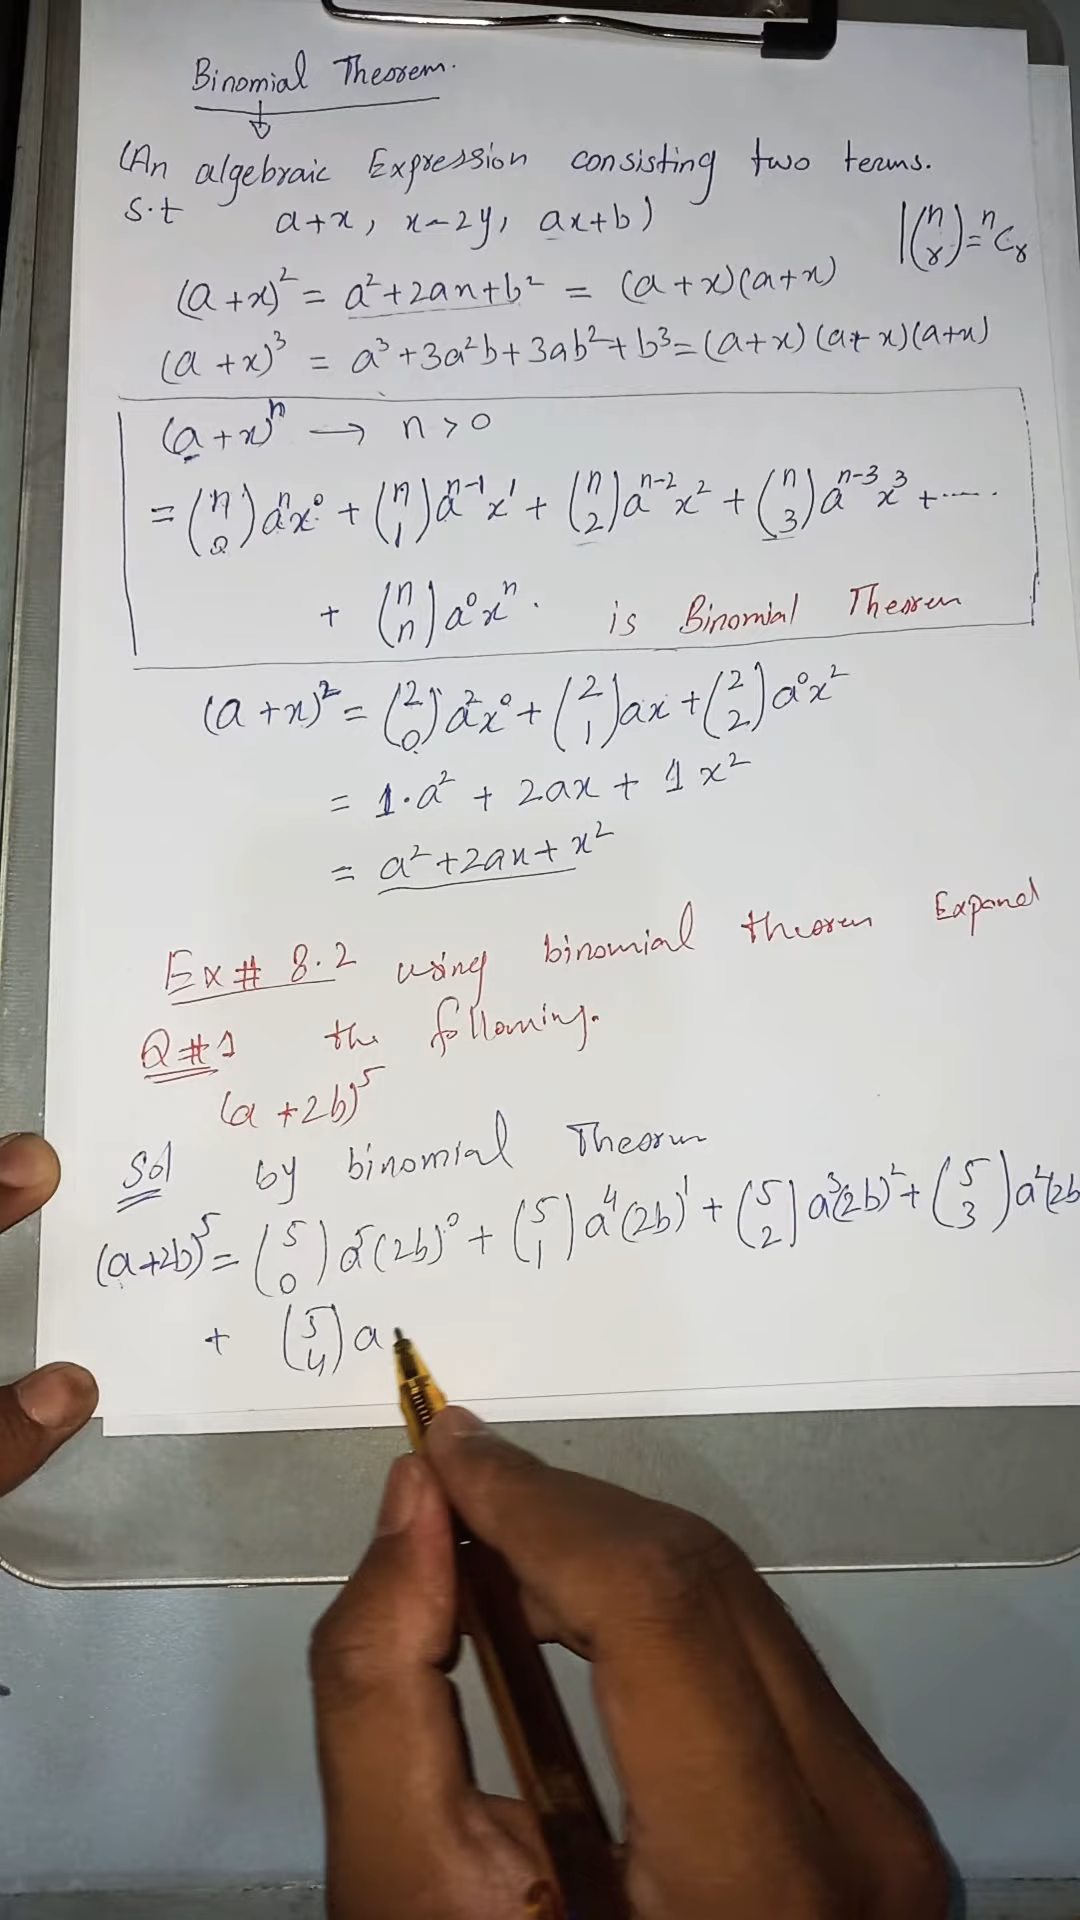 Binomial Theorem.
(An algebraic Expression consisting two terms.
s.t a+x, x-2y, ax+b)
(n r) = ⁿCᵣ
(a+x)² = a²+2ax+b² = (a+x)(a+x)
(a+x)³ = a³+3a²b+3ab²+b³ = (a+x)(a+x)(a+x)
(a+x)ⁿ → n>0
= (n 0)aⁿx⁰ + (n 1)aⁿ⁻¹x¹ + (n 2)aⁿ⁻²x² + (n 3)aⁿ⁻³x³ + .....
+ (n n)a⁰xⁿ. is Binomial Theorem
(a+x)² = (2 0)a²x⁰ + (2 1)ax + (2 2)a⁰x²
= 1·a² + 2ax + 1x²
= a²+2ax+x²
Ex# 8.2 using binomial theorem Expand
Q#1 the following.
(a+2b)⁵
Sol by binomial Theorem
(a+2b)⁵ = (5 0)a⁵(2b)⁰ + (5 1)a⁴(2b)¹ + (5 2)a³(2b)² + (5 3)a²(2b
+ (5 4)a